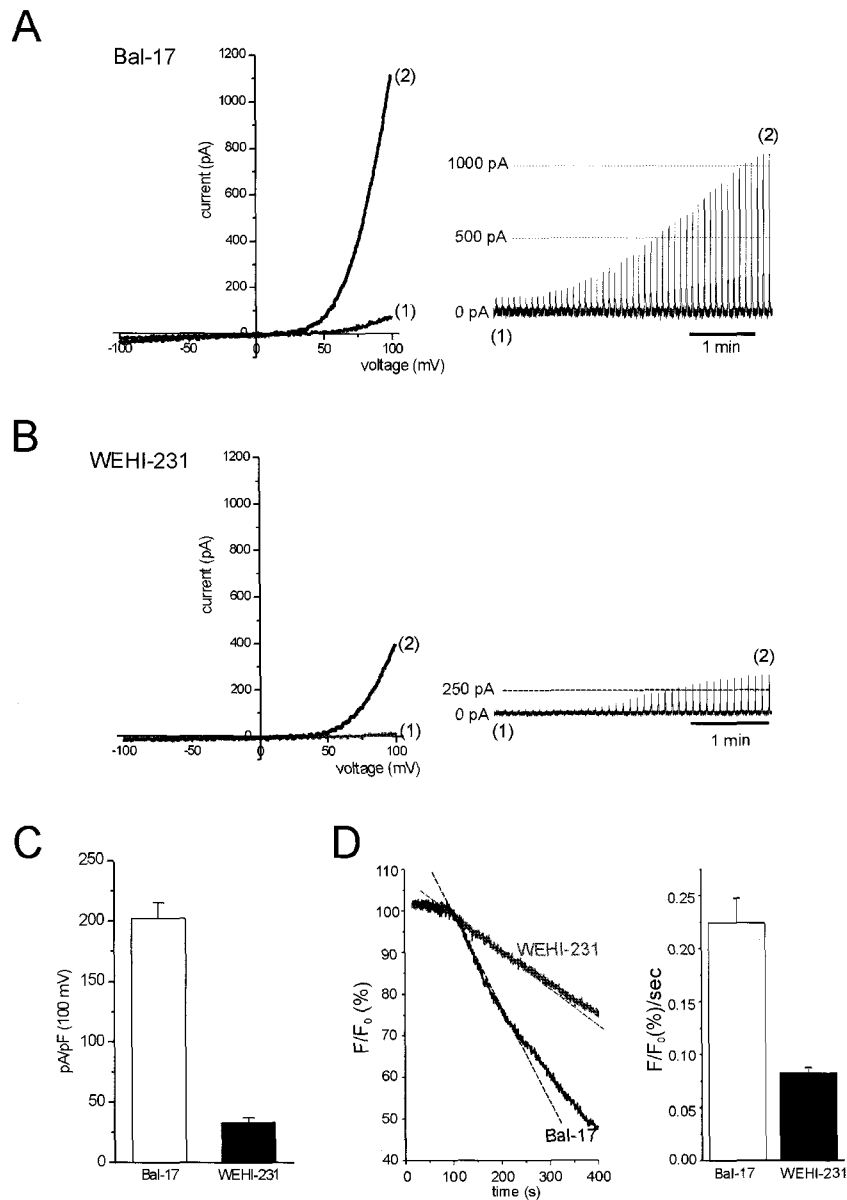 A
Bal-17
1200
1000
800
600
400
200
0
current (pA)
(2)
(1)
-100
-50
0
50
100
voltage (mV)
(2)
1000 pA
500 pA
0 pA
(1)
1 min
B
WEHI-231
1200
1000
800
600
400
200
0
current (pA)
(2)
(1)
-100
-50
0
50
100
voltage (mV)
(2)
250 pA
0 pA
(1)
1 min
C
250
200
150
100
50
0
pA/pF (100 mV)
Bal-17
WEHI-231
D
110
100
90
80
70
60
50
40
F/F₀ (%)
WEHI-231
Bal-17
0
100
200
300
400
time (s)
0.25
0.20
0.15
0.10
0.05
0.00
F/F₀(%)/sec
Bal-17
WEHI-231